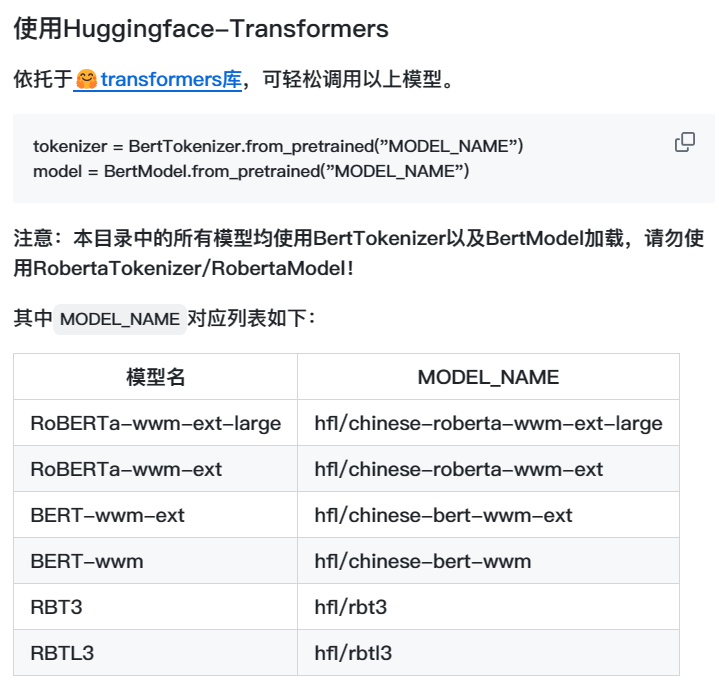 使用Huggingface-Transformers
依托于🤗transformers库，可轻松调用以上模型。
tokenizer = BertTokenizer.from_pretrained("MODEL_NAME")
model = BertModel.from_pretrained("MODEL_NAME")
注意：本目录中的所有模型均使用BertTokenizer以及BertModel加载，请勿使
用RobertaTokenizer/RobertaModel！
其中 MODEL_NAME 对应列表如下：
模型名 MODEL_NAME
RoBERTa-wwm-ext-large hfl/chinese-roberta-wwm-ext-large
RoBERTa-wwm-ext hfl/chinese-roberta-wwm-ext
BERT-wwm-ext hfl/chinese-bert-wwm-ext
BERT-wwm hfl/chinese-bert-wwm
RBT3 hfl/rbt3
RBTL3 hfl/rbtl3